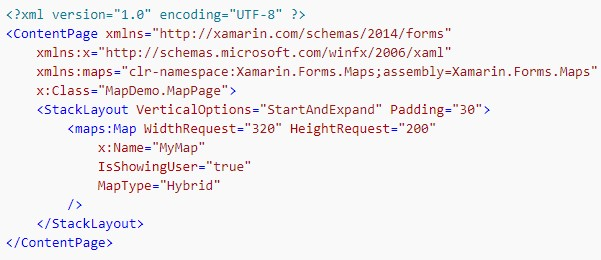 <?xml version="1.0" encoding="UTF-8" ?>
<ContentPage xmlns="http://xamarin.com/schemas/2014/forms"
    xmlns:x="http://schemas.microsoft.com/winfx/2006/xaml"
    xmlns:maps="clr-namespace:Xamarin.Forms.Maps;assembly=Xamarin.Forms.Maps"
    x:Class="MapDemo.MapPage">
    <StackLayout VerticalOptions="StartAndExpand" Padding="30">
        <maps:Map WidthRequest="320" HeightRequest="200"
            x:Name="MyMap"
            IsShowingUser="true"
            MapType="Hybrid"
        />
    </StackLayout>
</ContentPage>